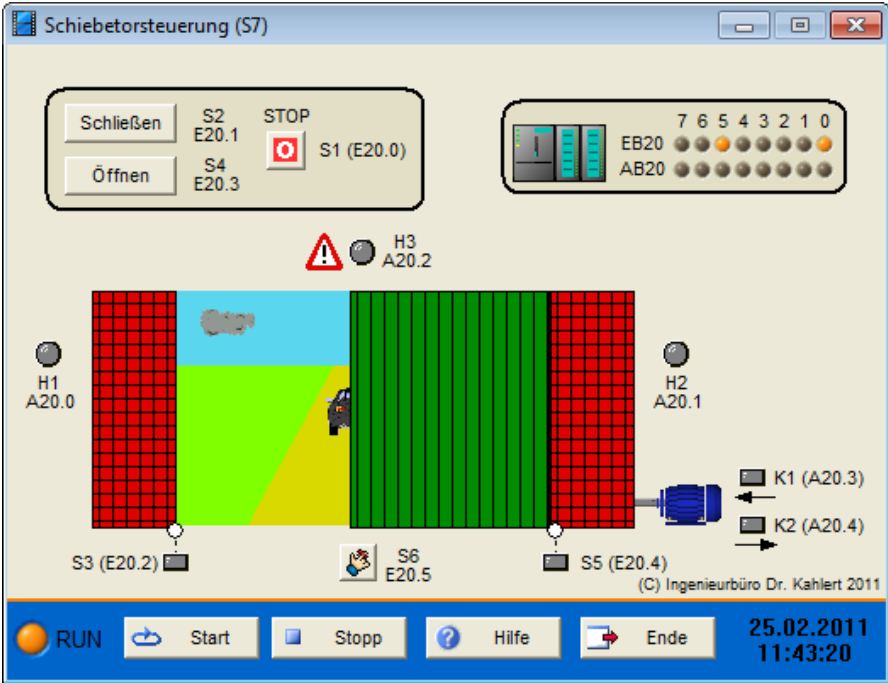 Schiebetorsteuerung (S7)
Schließen
S2
E20.1
STOP
S1 (E20.0)
Öffnen
S4
E20.3
7 6 5 4 3 2 1 0
EB20
AB20
H3
A20.2
H1
A20.0
H2
A20.1
K1 (A20.3)
K2 (A20.4)
S3 (E20.2)
S6
E20.5
S5 (E20.4)
(C) Ingenieurbüro Dr. Kahlert 2011
RUN
Start
Stopp
Hilfe
Ende
25.02.2011
11:43:20